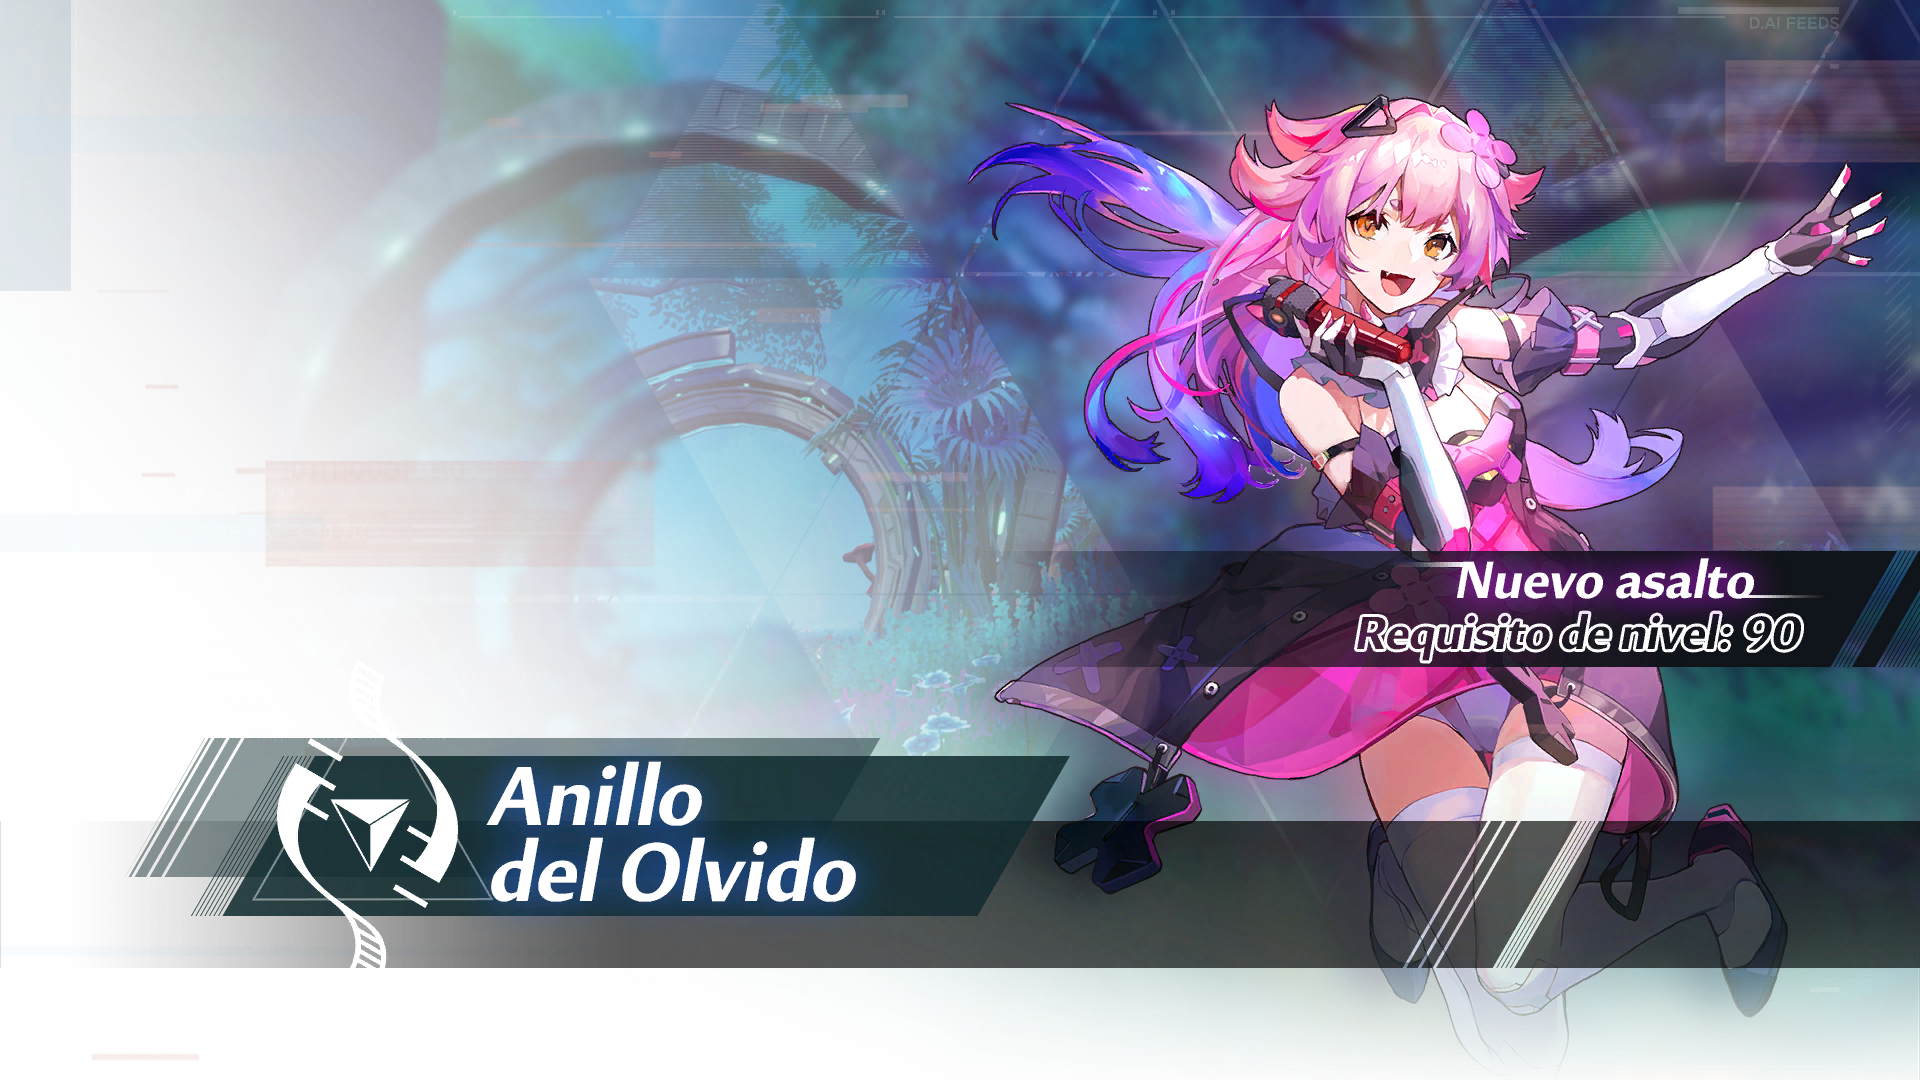 D.AI FEEDS
Nuevo asalto
Requisito de nivel: 90
Anillo
del Olvido